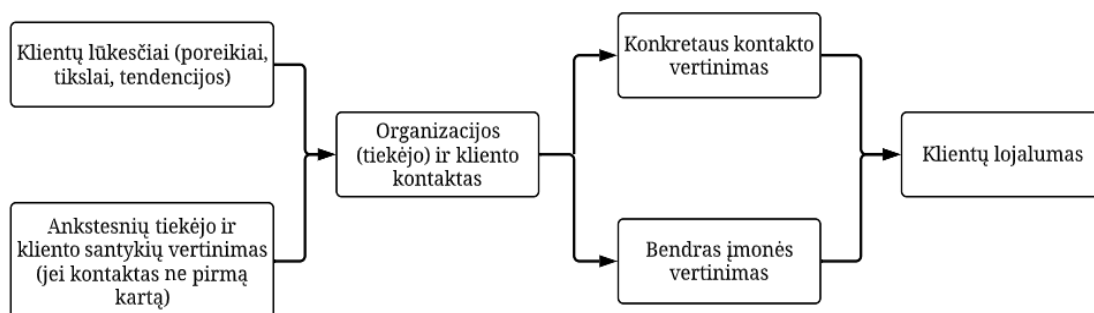 Klientų lūkesčiai (poreikiai,
tikslai, tendencijos)
Ankstesnių tiekėjo ir
kliento santykių vertinimas
(jei kontaktas ne pirmą
kartą)
Organizacijos
(tiekėjo) ir kliento
kontaktas
Konkretaus kontakto
vertinimas
Bendras įmonės
vertinimas
Klientų lojalumas